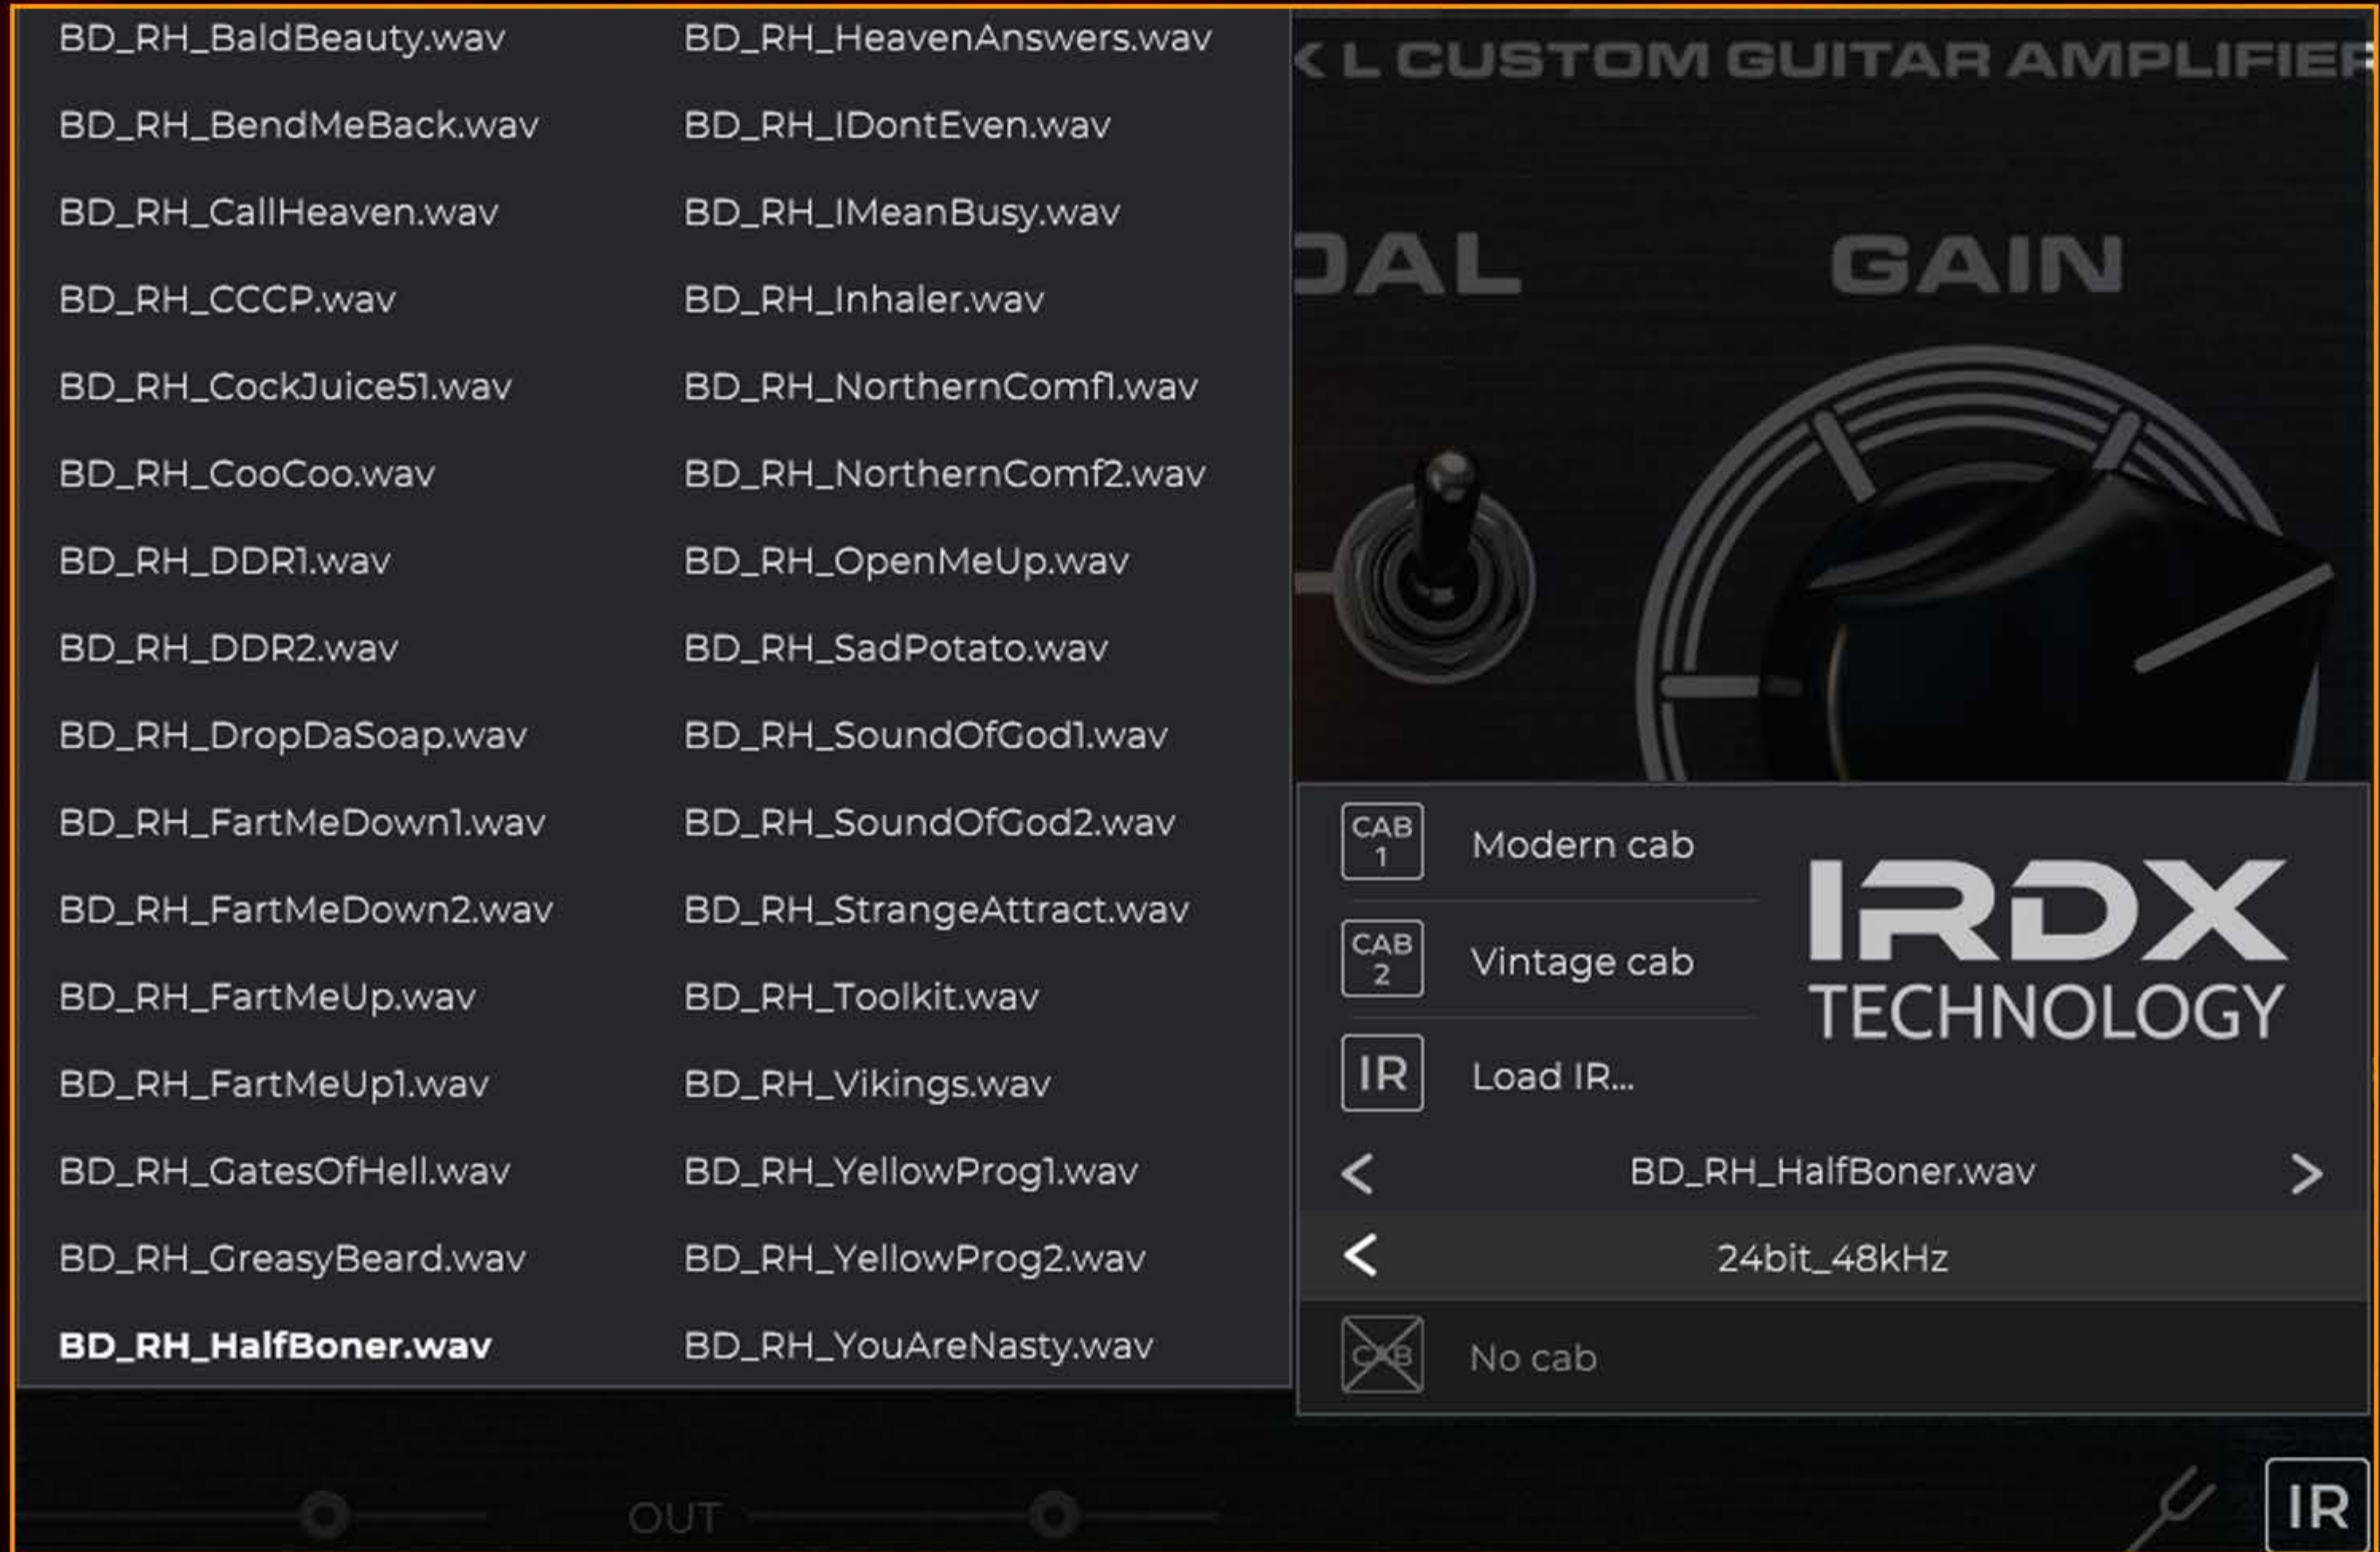 BD_RH_BaldBeauty.wav
BD_RH_BendMeBack.wav
BD_RH_CallHeaven.wav
BD_RH_CCCP.wav
BD_RH_CockJuice51.wav
BD_RH_CooCoo.wav
BD_RH_DDR1.wav
BD_RH_DDR2.wav
BD_RH_DropDaSoap.wav
BD_RH_FartMeDown1.wav
BD_RH_FartMeDown2.wav
BD_RH_FartMeUp.wav
BD_RH_FartMeUp1.wav
BD_RH_GatesOfHell.wav
BD_RH_GreasyBeard.wav
BD_RH_HalfBoner.wav
BD_RH_HeavenAnswers.wav
BD_RH_IDontEven.wav
BD_RH_IMeanBusy.wav
BD_RH_Inhaler.wav
BD_RH_NorthernComf1.wav
BD_RH_NorthernComf2.wav
BD_RH_OpenMeUp.wav
BD_RH_SadPotato.wav
BD_RH_SoundOfGod1.wav
BD_RH_SoundOfGod2.wav
BD_RH_StrangeAttract.wav
BD_RH_Toolkit.wav
BD_RH_Vikings.wav
BD_RH_YellowProg1.wav
BD_RH_YellowProg2.wav
BD_RH_YouAreNasty.wav
L CUSTOM GUITAR AMPLIFIER
GAIN
CAB 1 Modern cab
CAB 2 Vintage cab
IR Load IR...
IRDX
TECHNOLOGY
< BD_RH_HalfBoner.wav >
< 24bit_48kHz
CAB No cab
OUT
IR